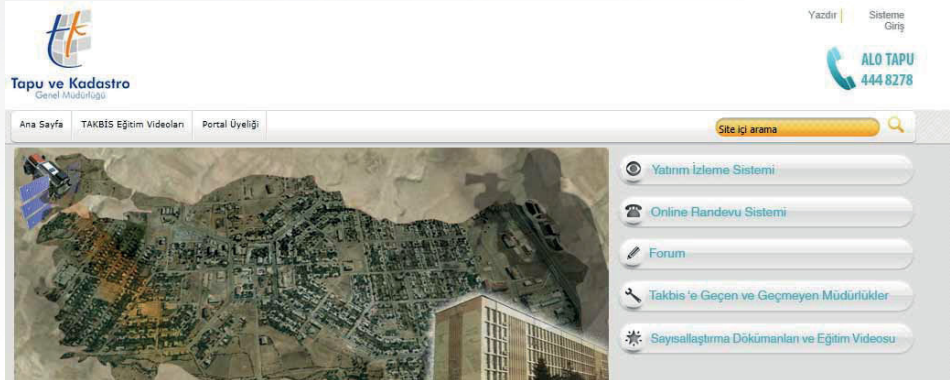 Yazdır
Sisteme
Giriş
Tapu ve Kadastro
Genel Müdürlüğü
ALO TAPU
444 8278
Ana Sayfa
TAKBİS Eğitim Videoları
Portal Üyeliği
Site içi arama
Yatırım İzleme Sistemi
Online Randevu Sistemi
Forum
Takbis 'e Geçen ve Geçmeyen Müdürlükler
Sayısallaştırma Dökümanları ve Eğitim Videosu